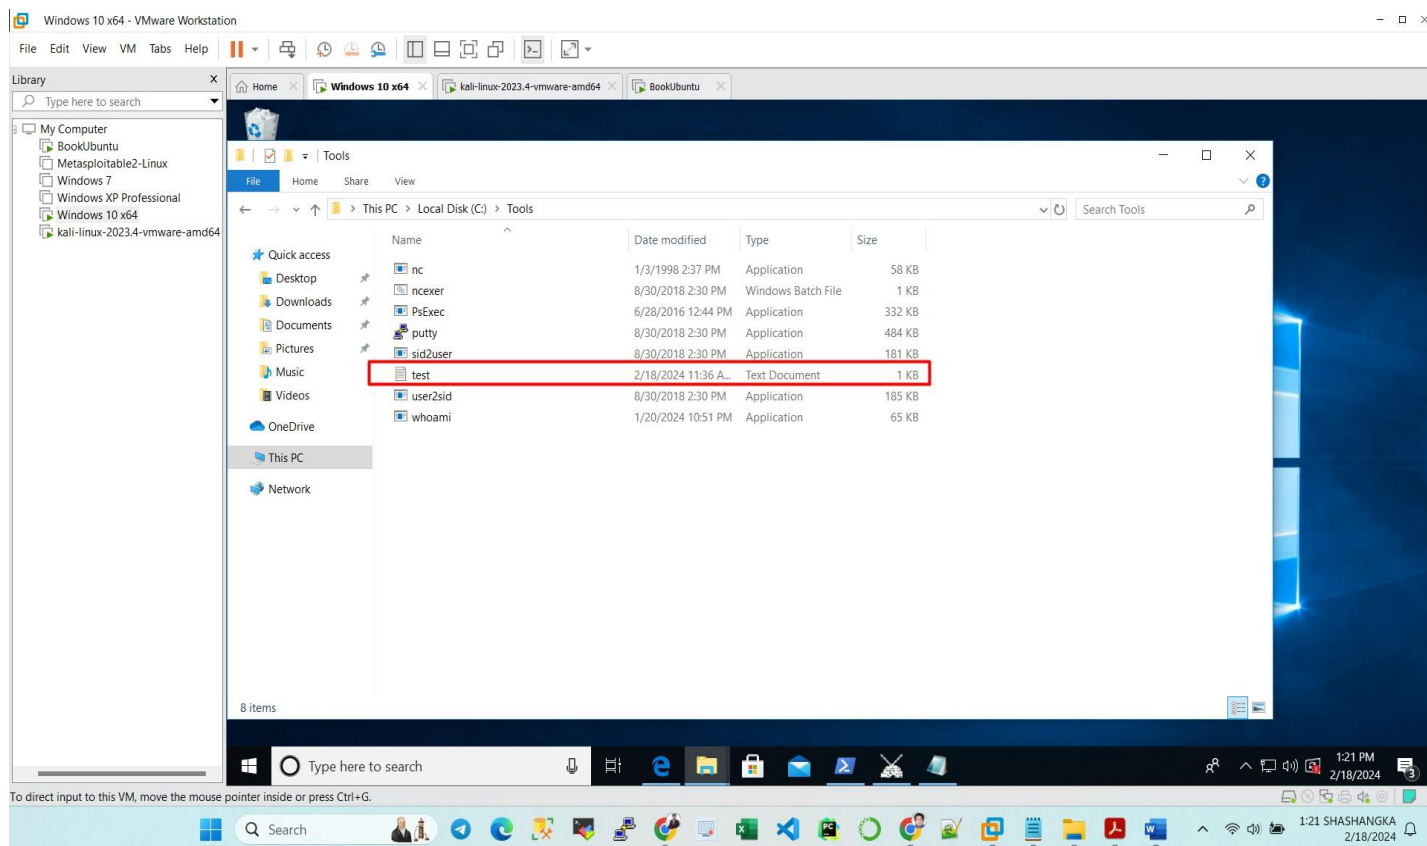 Windows 10 x64 - VMware Workstation
File Edit View VM Tabs Help
Library X
Type here to search
My Computer
BookUbuntu
Metasploitable2-Linux
Windows 7
Windows XP Professional
Windows 10 x64
kali-linux-2023.4-vmware-amd64
Home Windows 10 x64 kali-linux-2023.4-vmware-amd64 BookUbuntu
Tools
File Home Share View
This PC > Local Disk (C:) > Tools
Search Tools
Quick access
Desktop
Downloads
Documents
Pictures
Music
Videos
OneDrive
This PC
Network
Name Date modified Type Size
nc 1/3/1998 2:37 PM Application 58 KB
ncexer 8/30/2018 2:30 PM Windows Batch File 1 KB
PsExec 6/28/2016 12:44 PM Application 332 KB
putty 8/30/2018 2:30 PM Application 484 KB
sid2user 8/30/2018 2:30 PM Application 181 KB
test 2/18/2024 11:36 A... Text Document 1 KB
user2sid 8/30/2018 2:30 PM Application 185 KB
whoami 1/20/2024 10:51 PM Application 65 KB
8 items
Type here to search
1:21 PM
2/18/2024
3
To direct input to this VM, move the mouse pointer inside or press Ctrl+G.
Search
1:21 SHASHANGKA
2/18/2024